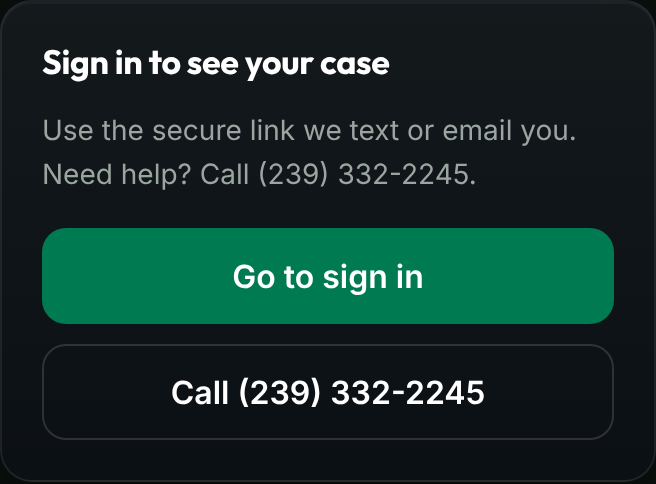 Sign in to see your case
Use the secure link we text or email you.
Need help? Call (239) 332-2245.
Go to sign in
Call (239) 332-2245